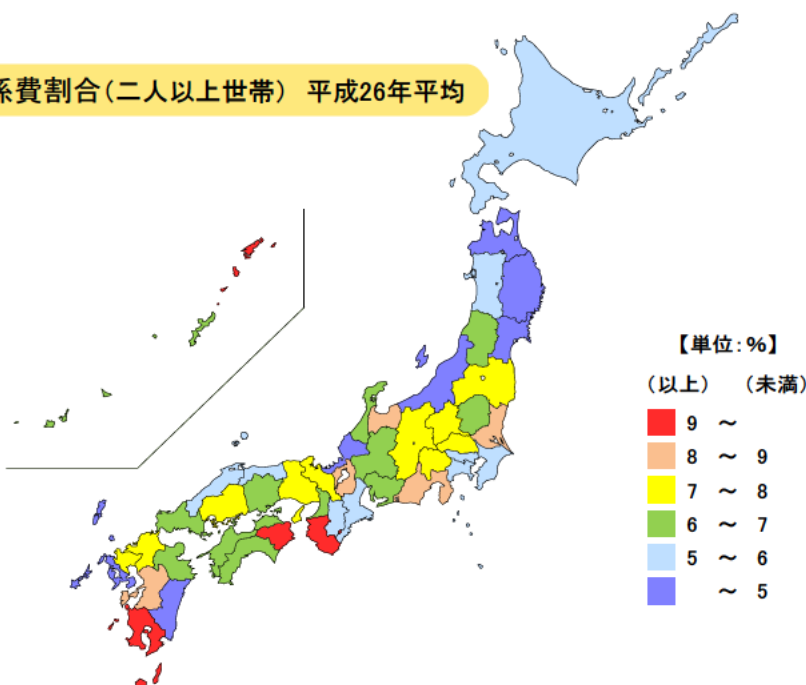 係費割合（二人以上世帯） 平成26年平均
【単位：％】
（以上） （未満）
9 ～
8 ～ 9
7 ～ 8
6 ～ 7
5 ～ 6
～ 5